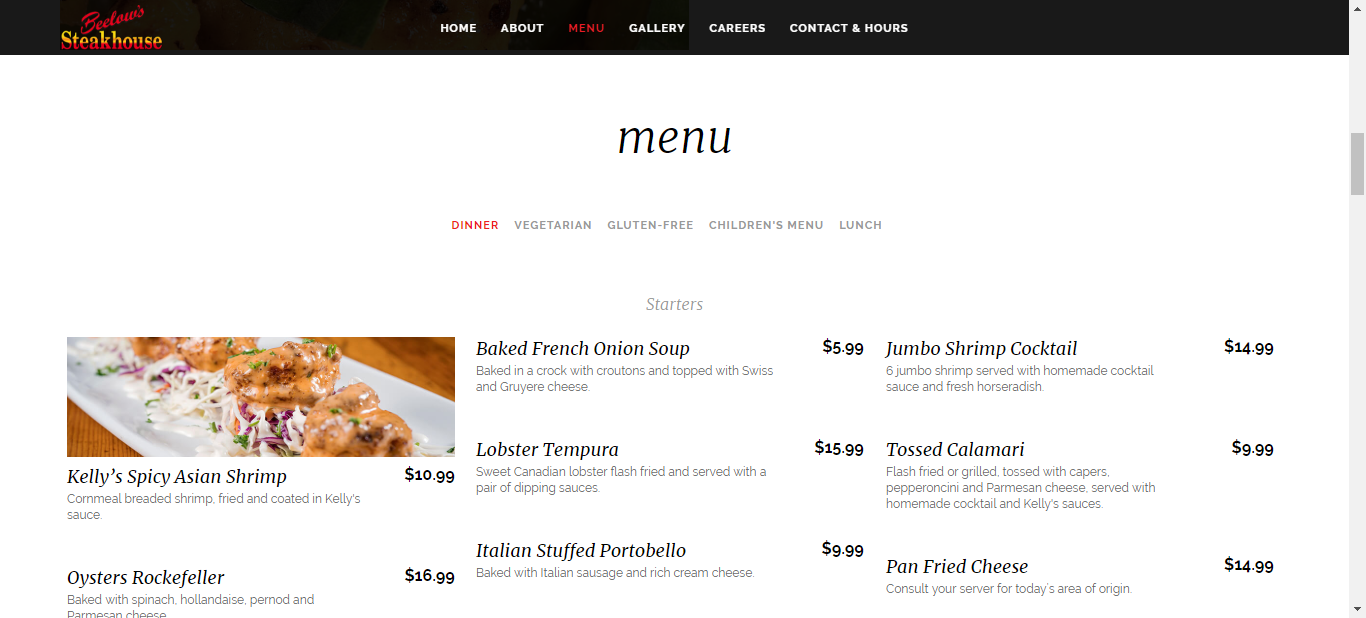 Beelow's
Steakhouse
HOME ABOUT MENU GALLERY CAREERS CONTACT & HOURS
menu
DINNER VEGETARIAN GLUTEN-FREE CHILDREN'S MENU LUNCH
Starters
Kelly's Spicy Asian Shrimp $10.99
Cornmeal breaded shrimp, fried and coated in Kelly's
sauce.
Oysters Rockefeller $16.99
Baked with spinach, hollandaise, pernod and
Parmesan cheese
Baked French Onion Soup $5.99
Baked in a crock with croutons and topped with Swiss
and Gruyere cheese.
Lobster Tempura $15.99
Sweet Canadian lobster flash fried and served with a
pair of dipping sauces.
Italian Stuffed Portobello $9.99
Baked with Italian sausage and rich cream cheese.
Jumbo Shrimp Cocktail $14.99
6 jumbo shrimp served with homemade cocktail
sauce and fresh horseradish.
Tossed Calamari $9.99
Flash fried or grilled, tossed with capers,
pepperoncini and Parmesan cheese, served with
homemade cocktail and Kelly's sauces.
Pan Fried Cheese $14.99
Consult your server for today's area of origin.